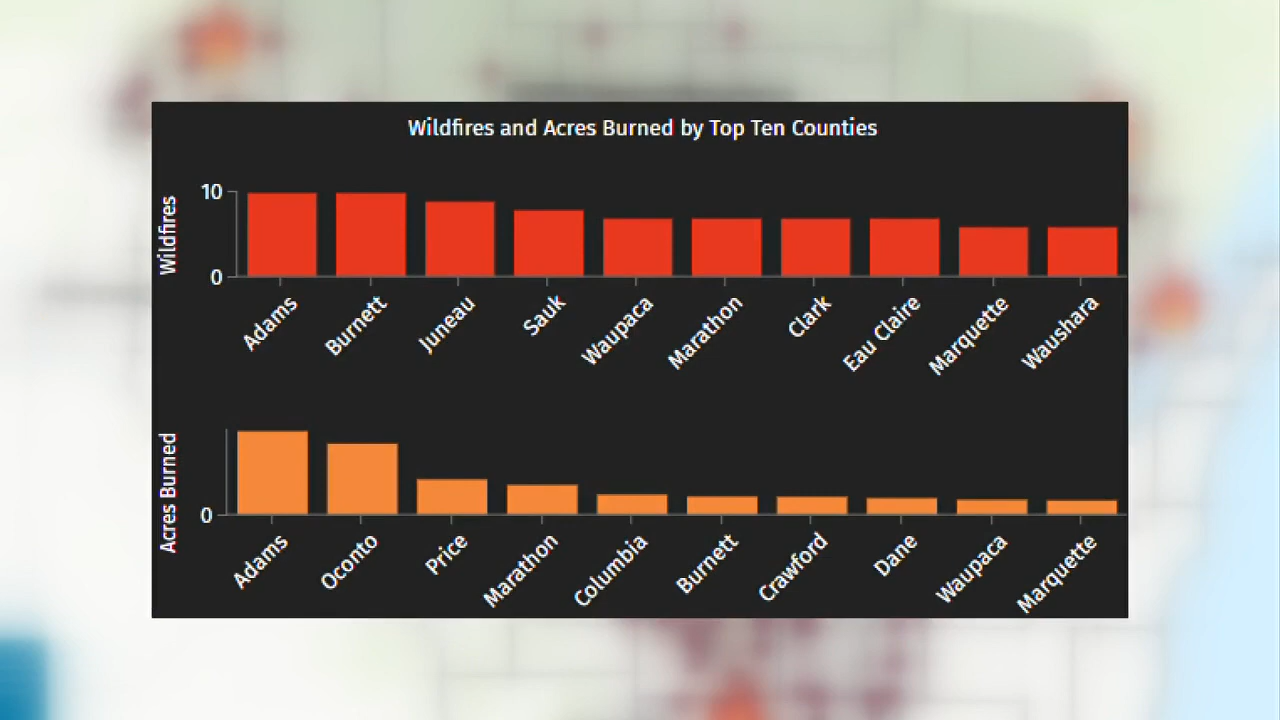 Wildfires and Acres Burned by Top Ten Counties
Wildfires
10
0
Adams
Burnett
Juneau
Sauk
Waupaca
Marathon
Clark
Eau Claire
Marquette
Waushara
Acres Burned
0
Adams
Oconto
Price
Marathon
Columbia
Burnett
Crawford
Dane
Waupaca
Marquette